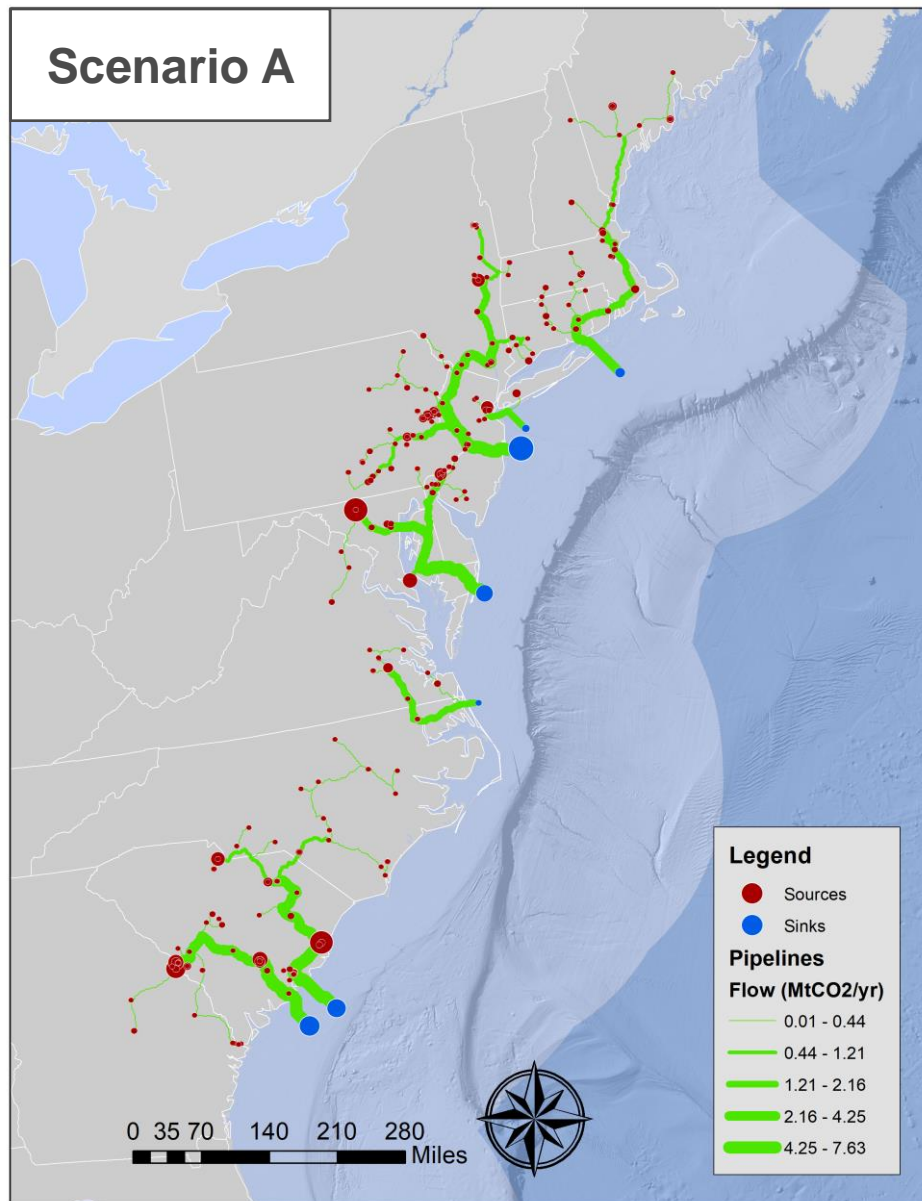 Scenario A
Legend
Sources
Sinks
Pipelines
Flow (MtCO2/yr)
0.01 - 0.44
0.44 - 1.21
1.21 - 2.16
2.16 - 4.25
4.25 - 7.63
0 35 70 140 210 280
Miles